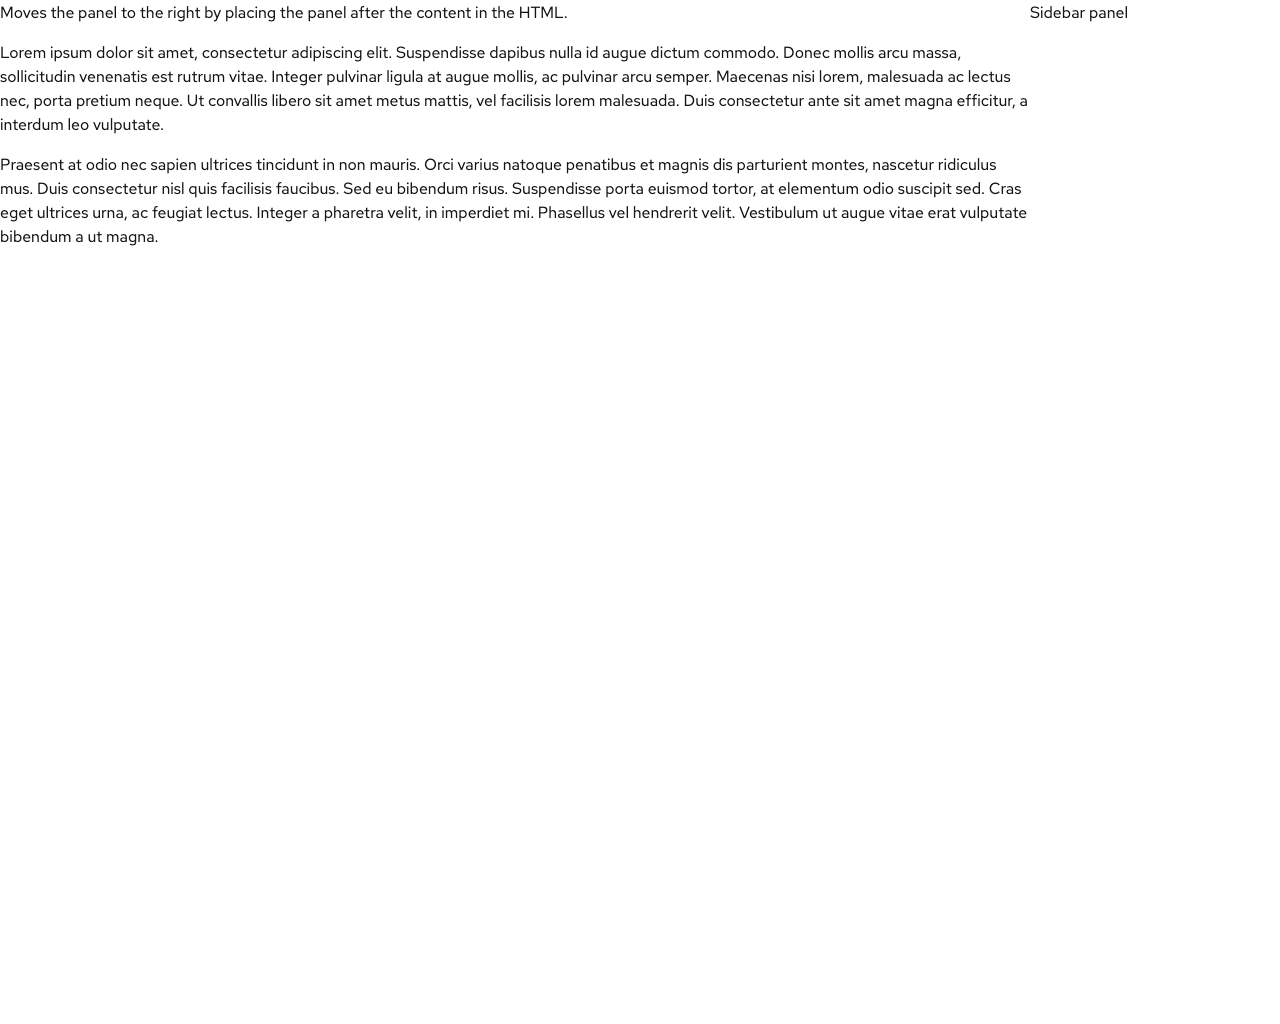 Moves the panel to the right by placing the panel after the content in the HTML.
Lorem ipsum dolor sit amet, consectetur adipiscing elit. Suspendisse dapibus nulla id augue dictum commodo. Donec mollis arcu massa,
sollicitudin venenatis est rutrum vitae. Integer pulvinar ligula at augue mollis, ac pulvinar arcu semper. Maecenas nisi lorem, malesuada ac lectus
nec, porta pretium neque. Ut convallis libero sit amet metus mattis, vel facilisis lorem malesuada. Duis consectetur ante sit amet magna efficitur, a
interdum leo vulputate.
Praesent at odio nec sapien ultrices tincidunt in non mauris. Orci varius natoque penatibus et magnis dis parturient montes, nascetur ridiculus
mus. Duis consectetur nisl quis facilisis faucibus. Sed eu bibendum risus. Suspendisse porta euismod tortor, at elementum odio suscipit sed. Cras
eget ultrices urna, ac feugiat lectus. Integer a pharetra velit, in imperdiet mi. Phasellus vel hendrerit velit. Vestibulum ut augue vitae erat vulputate
bibendum a ut magna.
Sidebar panel